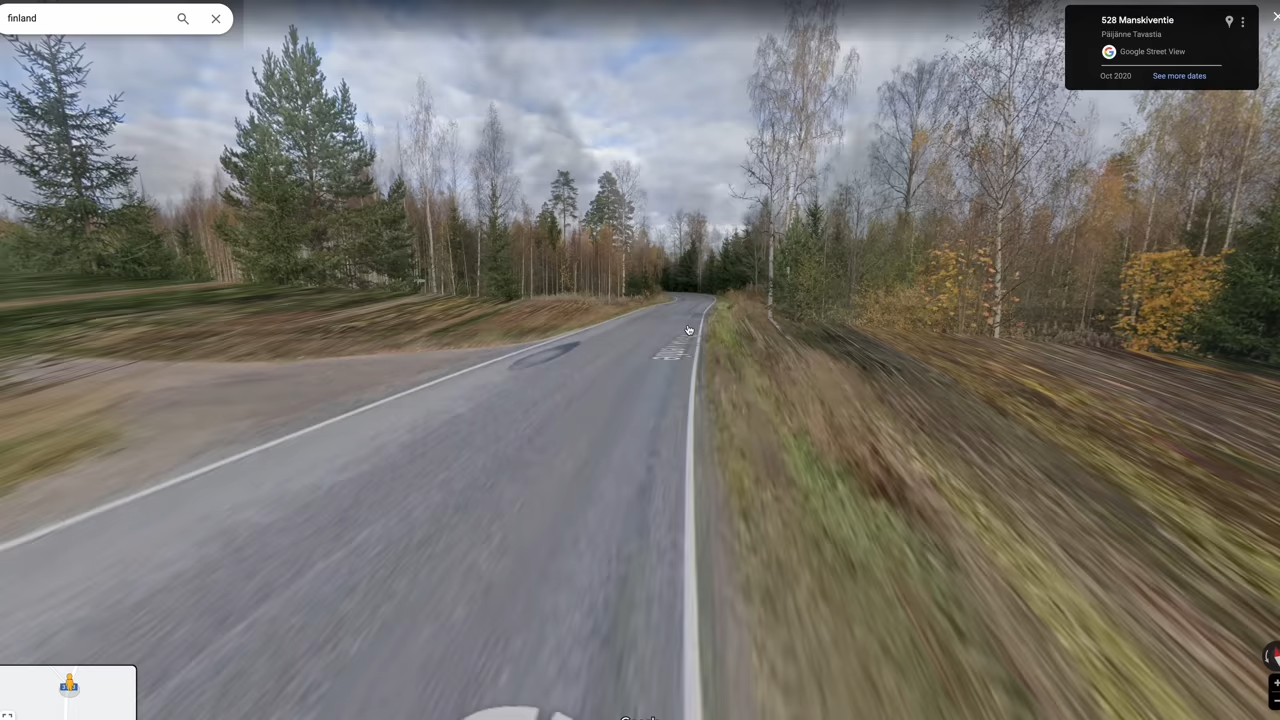 finland
528 Manskiventie
Päijänne Tavastia
Google Street View
Oct 2020
See more dates